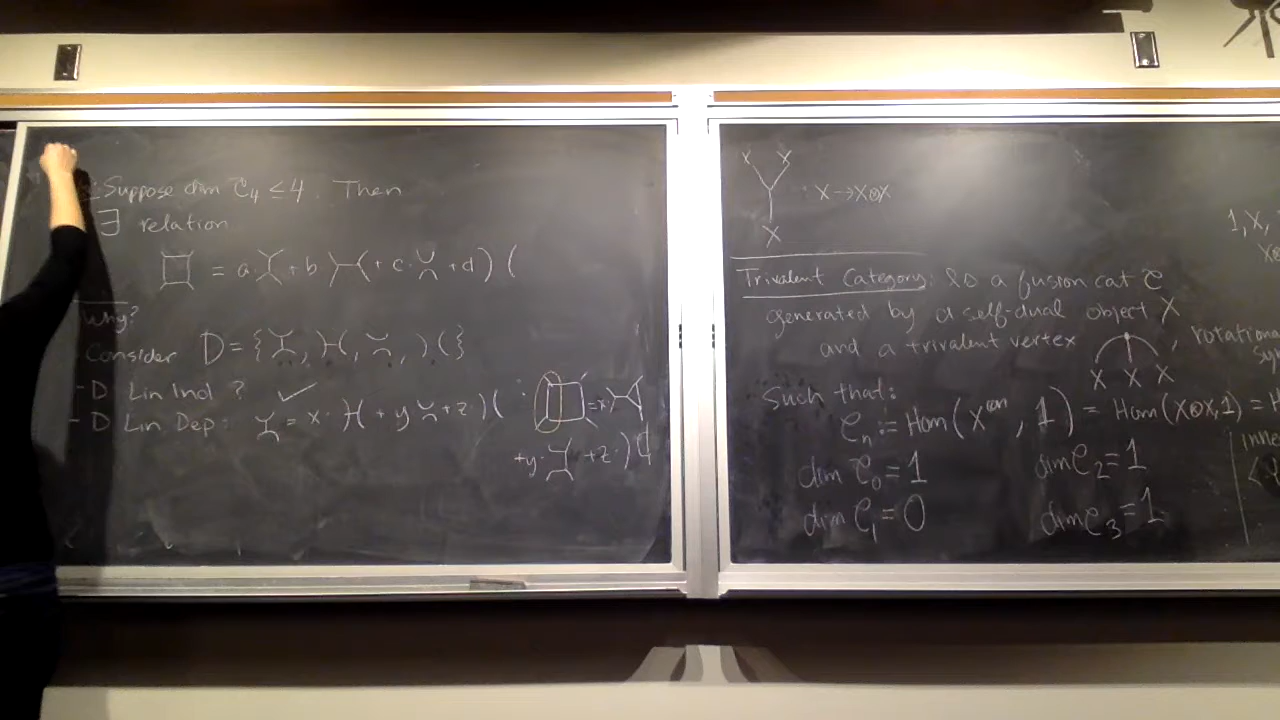 : Suppose dim C₄ ≤ 4. Then
∃ relation
= a· + b + c· + d
Why?
- Consider D = { , , , }
- D Lin Ind ? ✓
- D Lin Dep: = x· + y + z :
= x
+y· + z·
X X
: X → X⊗X
X
1, X,
Trivalent Category: Is a fusion cat C
generated by a self-dual object X
and a trivalent vertex , rotationa
X X X
Such that:
Cₙ := Hom(X^{⊗n}, 1) = Hom(X⊗X, 1) =
dim C₀ = 1 dim C₂ = 1
dim C₁ = 0 dim C₃ = 1
Inne